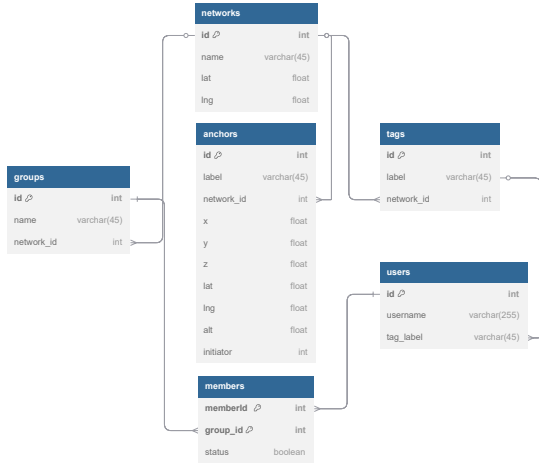 networks
id int
name varchar(45)
lat float
lng float
anchors
id int
label varchar(45)
network_id int
x float
y float
z float
lat float
lng float
alt float
initiator int
tags
id int
label varchar(45)
network_id int
groups
id int
name varchar(45)
network_id int
users
id int
username varchar(255)
tag_label varchar(45)
members
memberId int
group_id int
status boolean